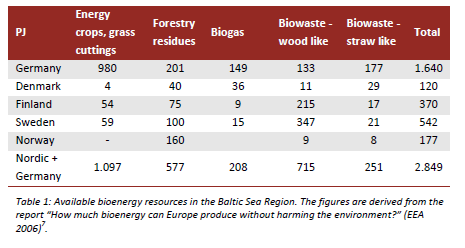 PJ Energy crops, grass cuttings Forestry residues Biogas Biowaste - wood like Biowaste - straw like Total
Germany 980 201 149 133 177 1.640
Denmark 4 40 36 11 29 120
Finland 54 75 9 215 17 370
Sweden 59 100 15 347 21 542
Norway - 160 9 8 177
Nordic + Germany 1.097 577 208 715 251 2.849
Table 1: Available bioenergy resources in the Baltic Sea Region. The figures are derived from the
report “How much bioenergy can Europe produce without harming the environment?” (EEA
2006)7.